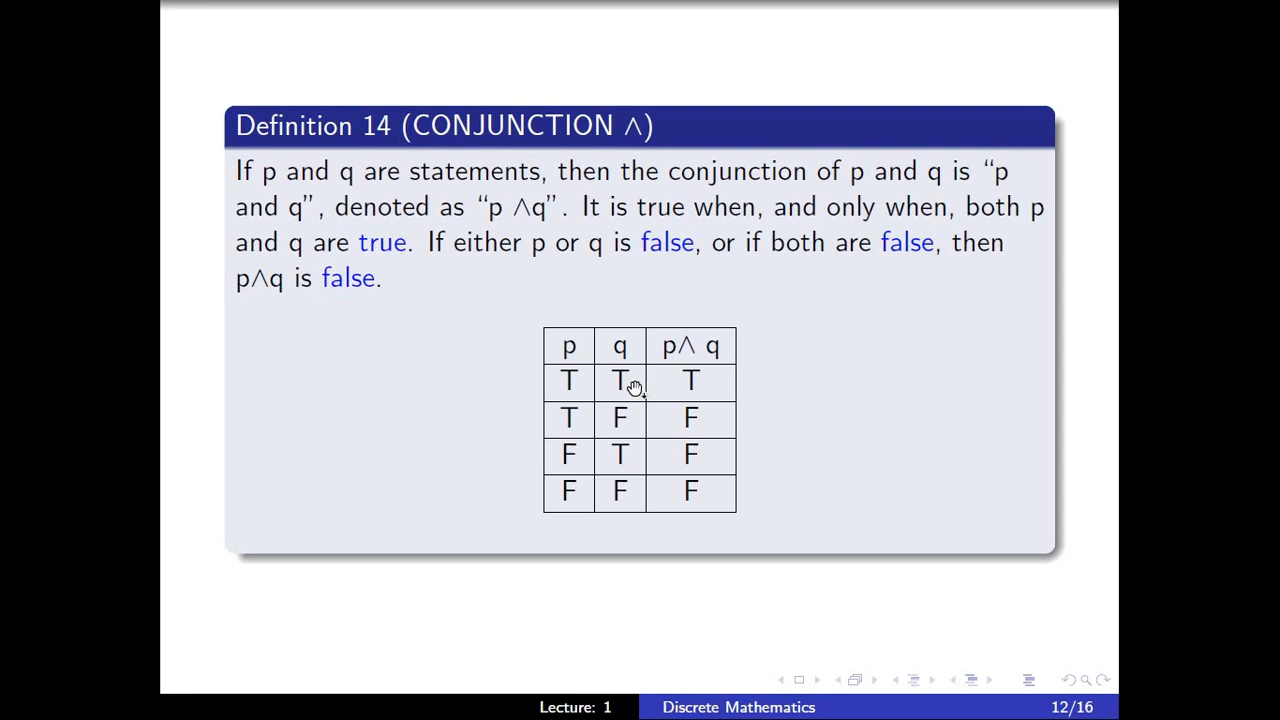 Definition 14 (CONJUNCTION ∧)
If p and q are statements, then the conjunction of p and q is “p
and q”, denoted as “p ∧q”. It is true when, and only when, both p
and q are true. If either p or q is false, or if both are false, then
p∧q is false.
p q p∧ q
T T T
T F F
F T F
F F F
Lecture: 1 Discrete Mathematics 12/16